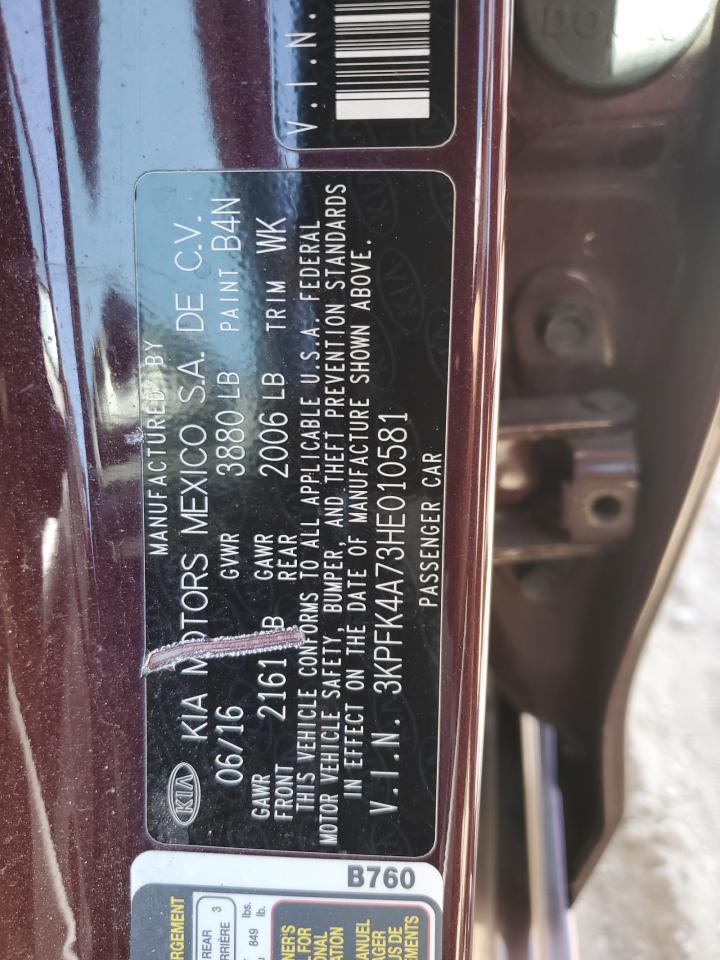 V.I.N.
MANUFACTURED BY
KIA KIA MOTORS MEXICO S.A. DE C.V.
06/16 GVWR 3880 LB PAINT B4N
GAWR FRONT 2161 LB GAWR REAR 2006 LB TRIM WK
THIS VEHICLE CONFORMS TO ALL APPLICABLE U.S.A. FEDERAL
MOTOR VEHICLE SAFETY, BUMPER, AND THEFT PREVENTION STANDARDS
IN EFFECT ON THE DATE OF MANUFACTURE SHOWN ABOVE.
V.I.N. 3KPFK4A73HE010581
PASSENGER CAR
B760
REAR
3
849
lbs.
lb.